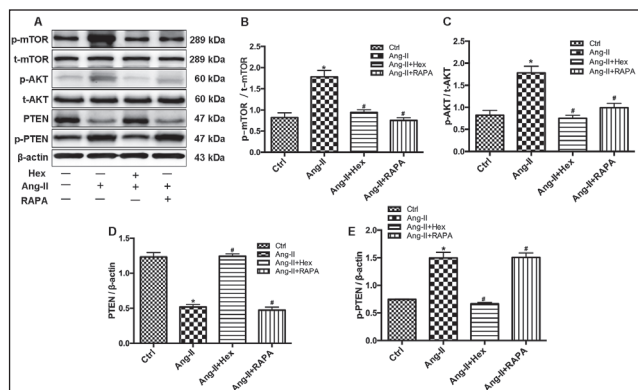 A
p-mTOR 289 kDa
t-mTOR 289 kDa
p-AKT 60 kDa
t-AKT 60 kDa
PTEN 47 kDa
p-PTEN 47 kDa
β-actin 43 kDa
Hex — — + —
Ang-II — + + +
RAPA — — — +
B
Ctrl
Ang-II
Ang-II+Hex
Ang-II+RAPA
p-mTOR / t-mTOR
2.5
2.0
1.5
1.0
0.5
0.0
*
#
#
Ctrl
Ang-II
Ang-II+Hex
Ang-II+RAPA
C
Ctrl
Ang-II
Ang-II+Hex
Ang-II+RAPA
p-AKT / t-AKT
2.5
2.0
1.5
1.0
0.5
0.0
*
#
#
Ctrl
Ang-II
Ang-II+Hex
Ang-II+RAPA
D
Ctrl
Ang-II
Ang-II+Hex
Ang-II+RAPA
PTEN / β-actin
1.5
1.0
0.5
0.0
*
#
#
Ctrl
Ang-II
Ang-II+Hex
Ang-II+RAPA
E
Ctrl
Ang-II
Ang-II+Hex
Ang-II+RAPA
p-PTEN / β-actin
2.0
1.5
1.0
0.5
0.0
*
#
#
Ctrl
Ang-II
Ang-II+Hex
Ang-II+RAPA